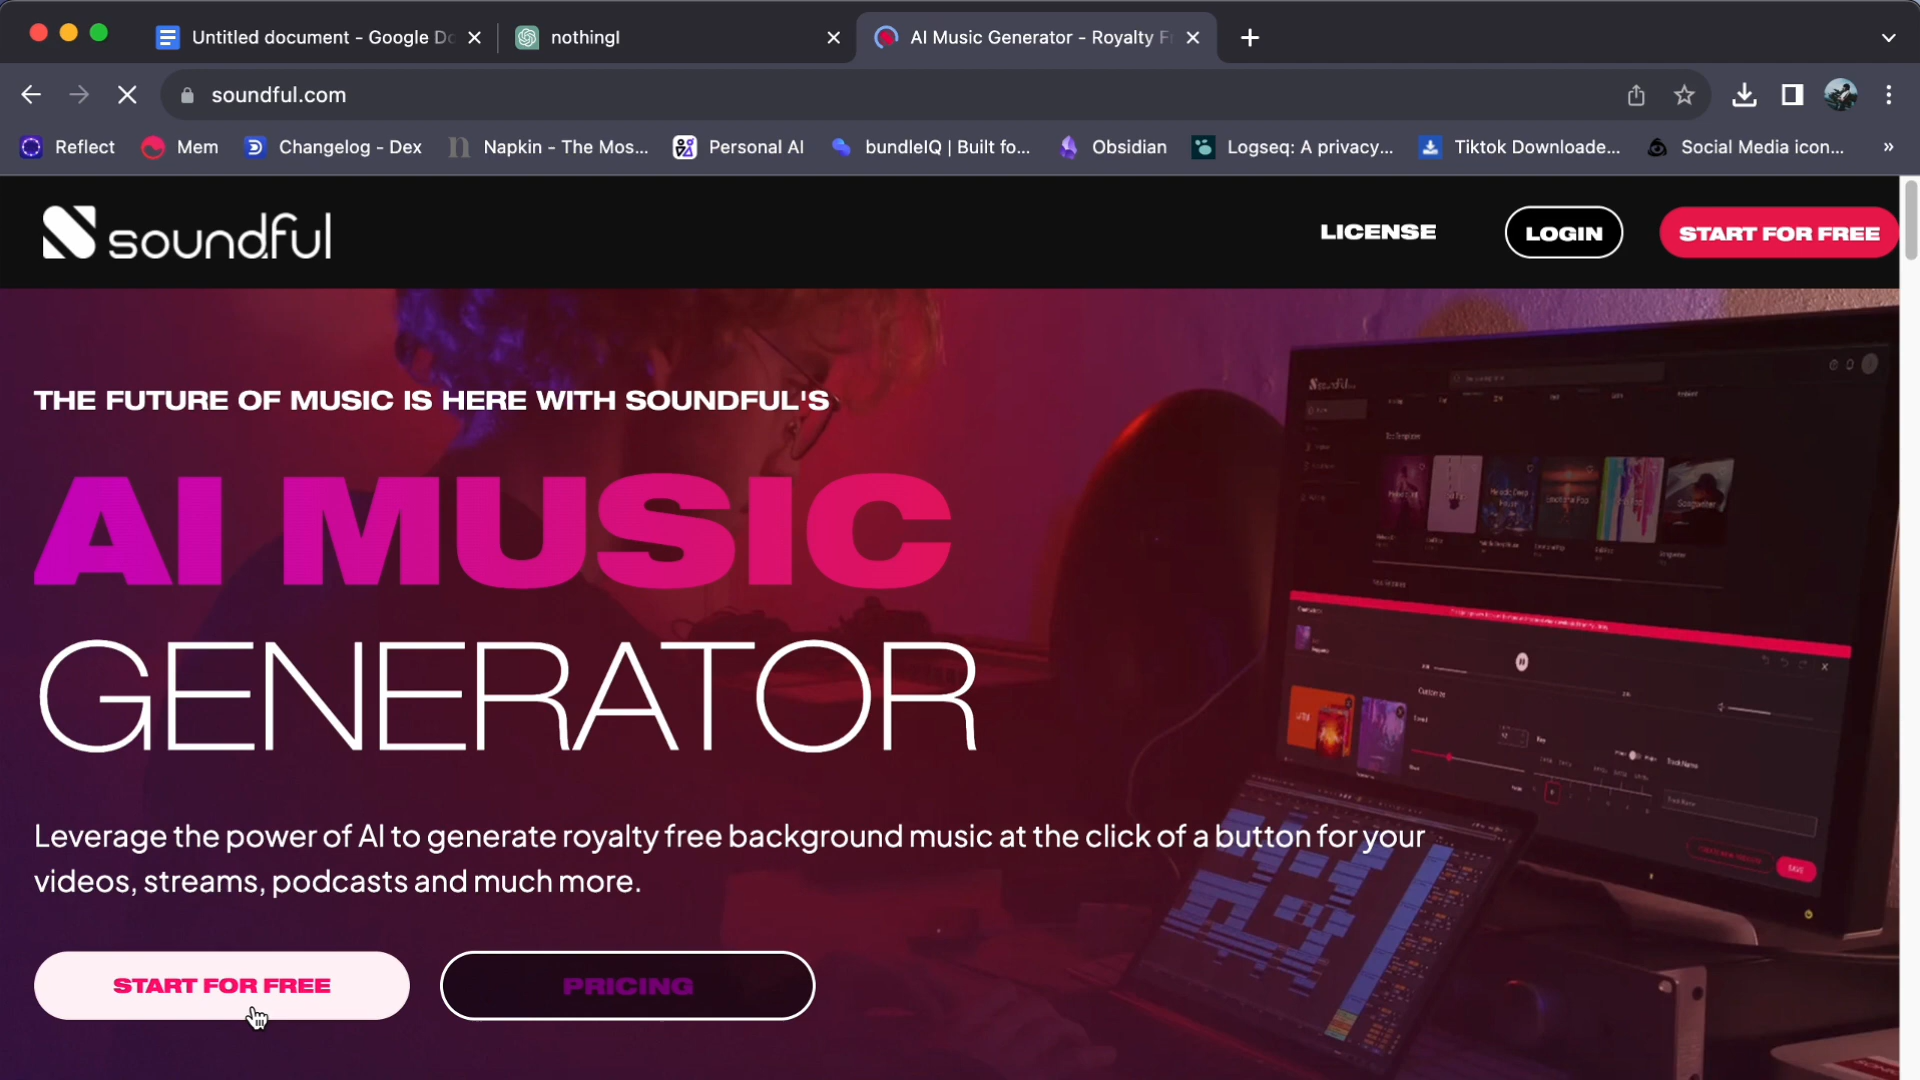 Untitled document - Google Do
nothingl
AI Music Generator - Royalty F
soundful.com
Reflect
Mem
Changelog - Dex
Napkin - The Mos...
Personal AI
bundleIQ | Built fo...
Obsidian
Logseq: A privacy...
Tiktok Downloade...
Social Media icon...
»
soundful
LICENSE
LOGIN
START FOR FREE
THE FUTURE OF MUSIC IS HERE WITH SOUNDFUL'S
AI MUSIC
GENERATOR
Leverage the power of AI to generate royalty free background music at the click of a button for your
videos, streams, podcasts and much more.
START FOR FREE
PRICING